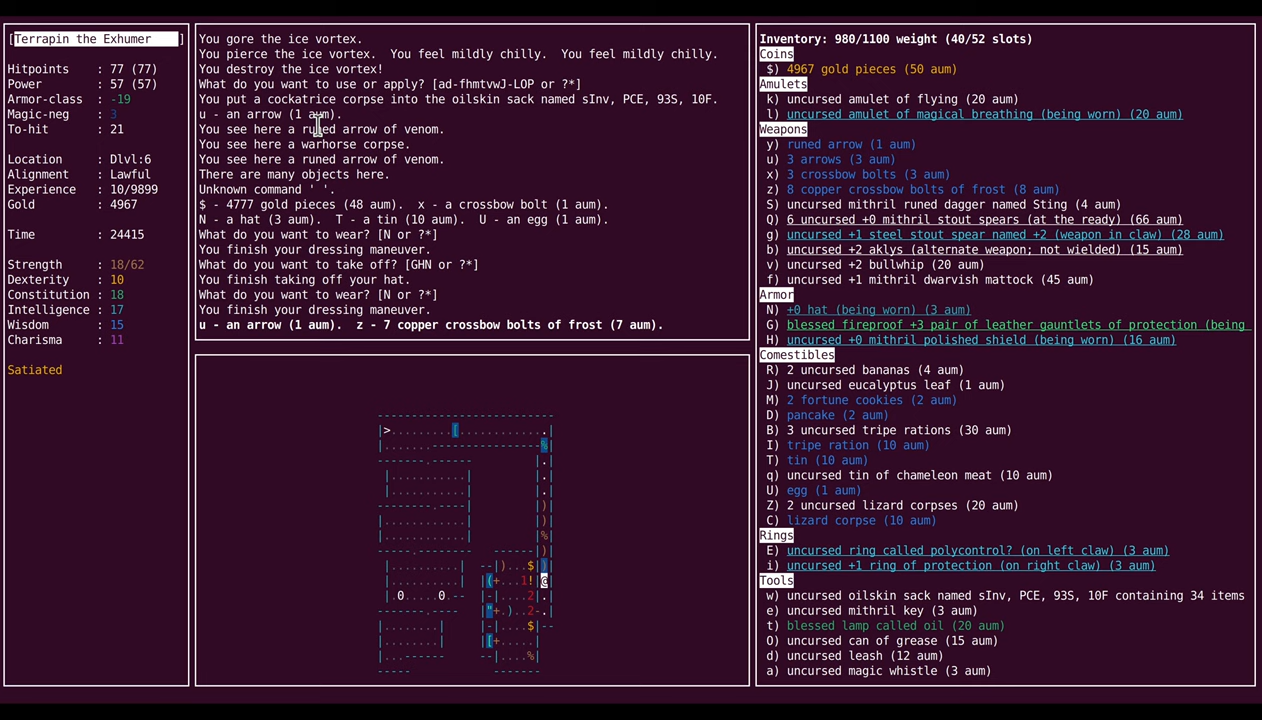 [Terrapin the Exhumer ]
Hitpoints : 77 (77)
Power : 57 (57)
Armor-class : -19
Magic-neg : 3
To-hit : 21
Location : Dlvl:6
Alignment : Lawful
Experience : 10/9899
Gold : 4967
Time : 24415
Strength : 18/62
Dexterity : 10
Constitution : 18
Intelligence : 17
Wisdom : 15
Charisma : 11
Satiated
You gore the ice vortex.
You pierce the ice vortex. You feel mildly chilly. You feel mildly chilly.
You destroy the ice vortex!
What do you want to use or apply? [ad-fhmtvwJ-LOP or ?*]
You put a cockatrice corpse into the oilskin sack named sInv, PCE, 93S, 10F.
u - an arrow (1 aum).
You see here a runed arrow of venom.
You see here a warhorse corpse.
You see here a runed arrow of venom.
There are many objects here.
Unknown command ' '.
$ - 4777 gold pieces (48 aum). x - a crossbow bolt (1 aum).
N - a hat (3 aum). T - a tin (10 aum). U - an egg (1 aum).
What do you want to wear? [N or ?*]
You finish your dressing maneuver.
What do you want to take off? [GHN or ?*]
You finish taking off your hat.
What do you want to wear? [N or ?*]
You finish your dressing maneuver.
u - an arrow (1 aum). z - 7 copper crossbow bolts of frost (7 aum).
--------------------------
|>........[............|
|.......--------------%|
-------.------ |.|
|...........| |.|
|...........| |.|
--------.----- |)|
|...........| |)|
|...........| |%|
-----.-------- ------|)|
|..........| --|)...$|)|
|..........| |(+...1!|@|
|.0.....0.-- |-|....2|.|
-------.---- |"+.)..2-.|
|.......| |-|....$|--
|.......| |[+.....|
|...------ --|....%|
----- -------
Inventory: 980/1100 weight (40/52 slots)
Coins
$) 4967 gold pieces (50 aum)
Amulets
k) uncursed amulet of flying (20 aum)
l) uncursed amulet of magical breathing (being worn) (20 aum)
Weapons
y) runed arrow (1 aum)
u) 3 arrows (3 aum)
x) 3 crossbow bolts (3 aum)
z) 8 copper crossbow bolts of frost (8 aum)
S) uncursed mithril runed dagger named Sting (4 aum)
Q) 6 uncursed +0 mithril stout spears (at the ready) (66 aum)
g) uncursed +1 steel stout spear named +2 (weapon in claw) (28 aum)
b) uncursed +2 aklys (alternate weapon; not wielded) (15 aum)
v) uncursed +2 bullwhip (20 aum)
f) uncursed +1 mithril dwarvish mattock (45 aum)
Armor
N) +0 hat (being worn) (3 aum)
G) blessed fireproof +3 pair of leather gauntlets of protection (being
H) uncursed +0 mithril polished shield (being worn) (16 aum)
Comestibles
R) 2 uncursed bananas (4 aum)
J) uncursed eucalyptus leaf (1 aum)
M) 2 fortune cookies (2 aum)
D) pancake (2 aum)
B) 3 uncursed tripe rations (30 aum)
I) tripe ration (10 aum)
T) tin (10 aum)
q) uncursed tin of chameleon meat (10 aum)
U) egg (1 aum)
Z) 2 uncursed lizard corpses (20 aum)
C) lizard corpse (10 aum)
Rings
E) uncursed ring called polycontrol? (on left claw) (3 aum)
i) uncursed +1 ring of protection (on right claw) (3 aum)
Tools
w) uncursed oilskin sack named sInv, PCE, 93S, 10F containing 34 items
e) uncursed mithril key (3 aum)
t) blessed lamp called oil (20 aum)
O) uncursed can of grease (15 aum)
d) uncursed leash (12 aum)
a) uncursed magic whistle (3 aum)